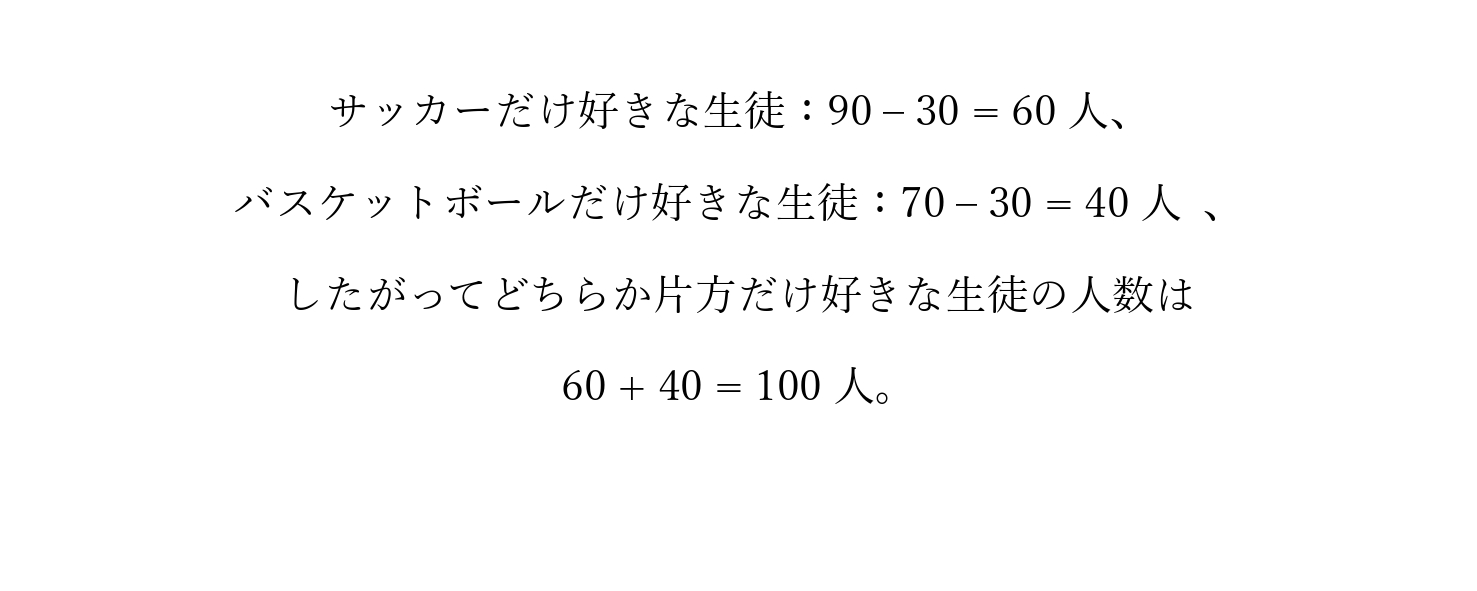 サッカーだけ好きな生徒：90 − 30 = 60 人、
バスケットボールだけ好きな生徒：70 − 30 = 40 人 、
したがってどちらか片方だけ好きな生徒の人数は
60 + 40 = 100 人。